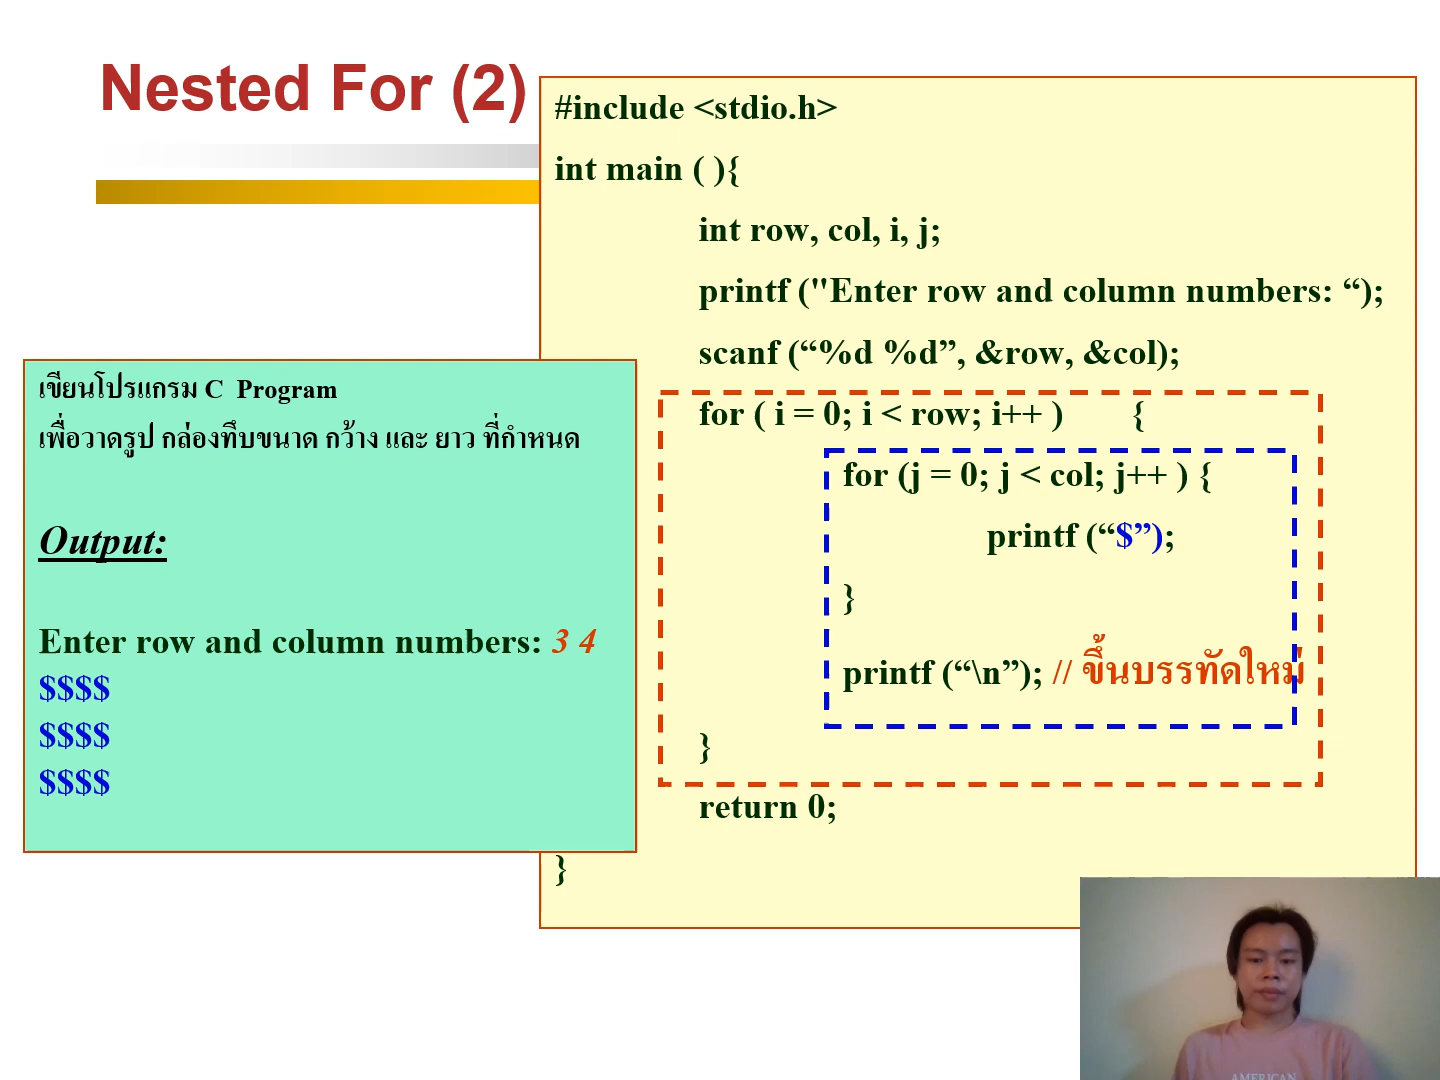 Nested For (2)
#include <stdio.h>
int main ( ){
int row, col, i, j;
printf ("Enter row and column numbers: “);
scanf (“%d %d”, &row, &col);
for ( i = 0; i < row; i++ ) {
for (j = 0; j < col; j++ ) {
printf (“$”);
}
printf (“\n”); // ขึ้นบรรทัดใหม่
}
return 0;
}
เขียนโปรแกรม C Program
เพื่อวาดรูป กล่องทึบขนาด กว้าง และ ยาว ที่กำหนด
Output:
Enter row and column numbers: 3 4
$$$$
$$$$
$$$$
AMERICAN